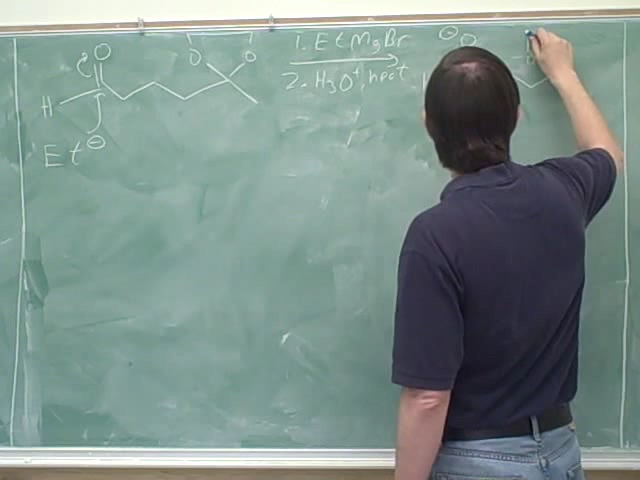 1. EtMgBr
2. H3O+, heat
O
O O
H
Et ⊖
⊖
O